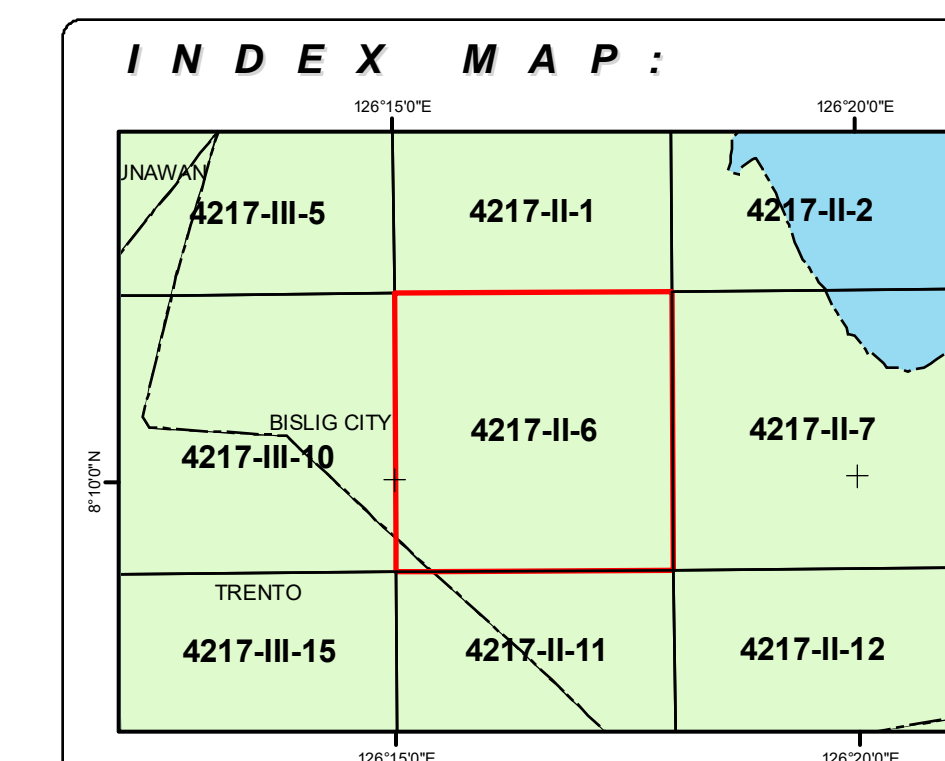 INDEX MAP:
126°15'0"E 126°20'0"E
UNAWAN
4217-III-5 4217-II-1 4217-II-2
BISLIG CITY
4217-II-6 4217-II-7
4217-III-10
8°10'0"N
TRENTO
4217-III-15 4217-II-11 4217-II-12
126°15'0"E 126°20'0"E